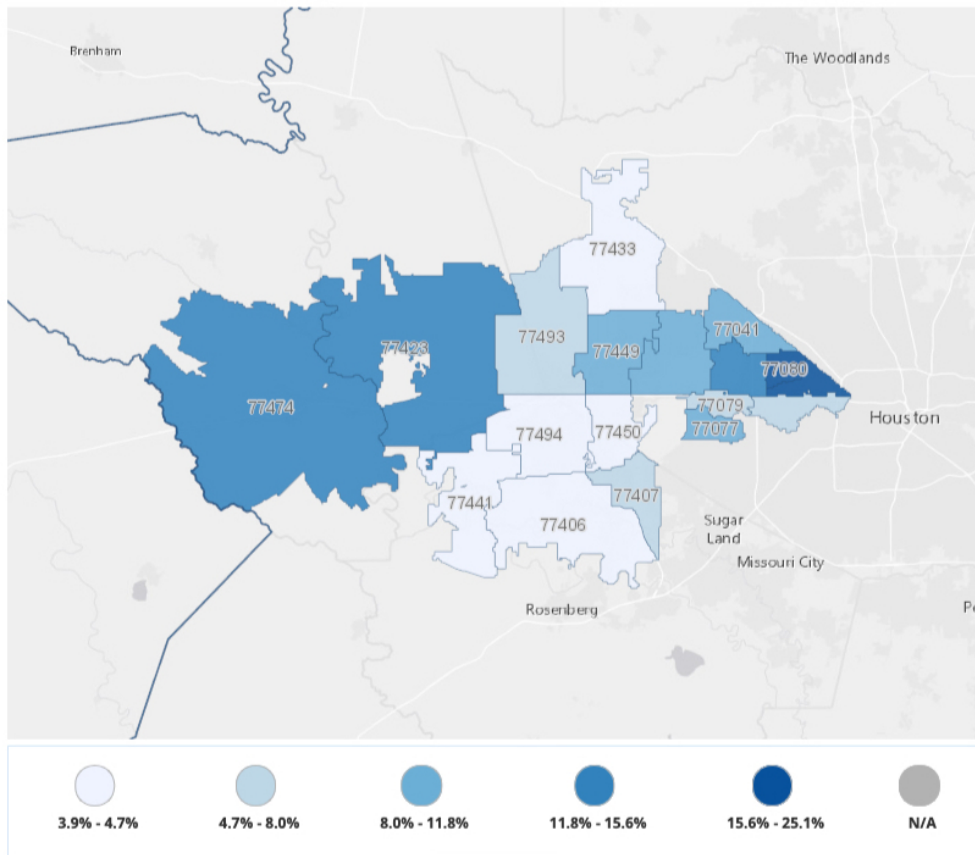 Brenham
The Woodlands
77433
77041
77493
77449
77423
77080
77474
77079
Houston
77494
77450
77077
77407
77441
77406
Sugar
Land
Missouri City
Rosenberg
3.9% - 4.7%
4.7% - 8.0%
8.0% - 11.8%
11.8% - 15.6%
15.6% - 25.1%
N/A